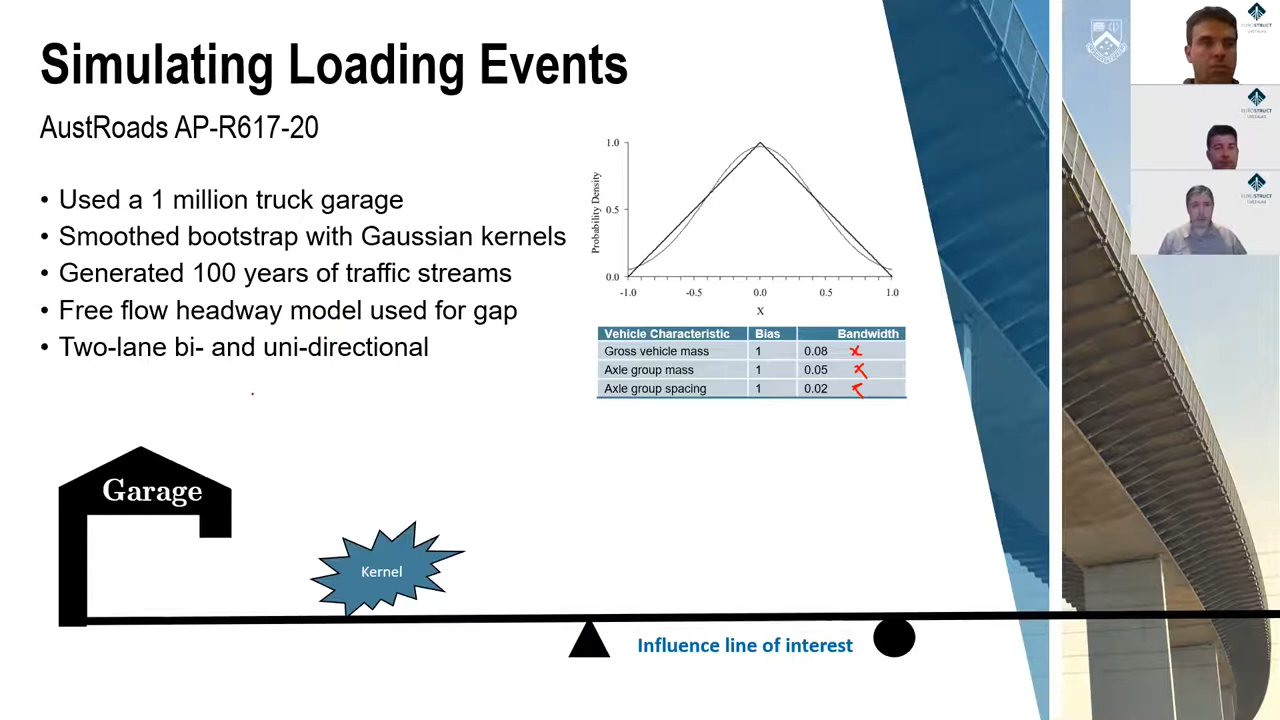 Simulating Loading Events
AustRoads AP-R617-20
• Used a 1 million truck garage
• Smoothed bootstrap with Gaussian kernels
• Generated 100 years of traffic streams
• Free flow headway model used for gap
• Two-lane bi- and uni-directional
1.0
0.5
0.0
Probability Density
-1.0 -0.5 0.0 0.5 1.0
X
Vehicle Characteristic Bias Bandwidth
Gross vehicle mass 1 0.08
Axle group mass 1 0.05
Axle group spacing 1 0.02
Garage
Kernel
Influence line of interest